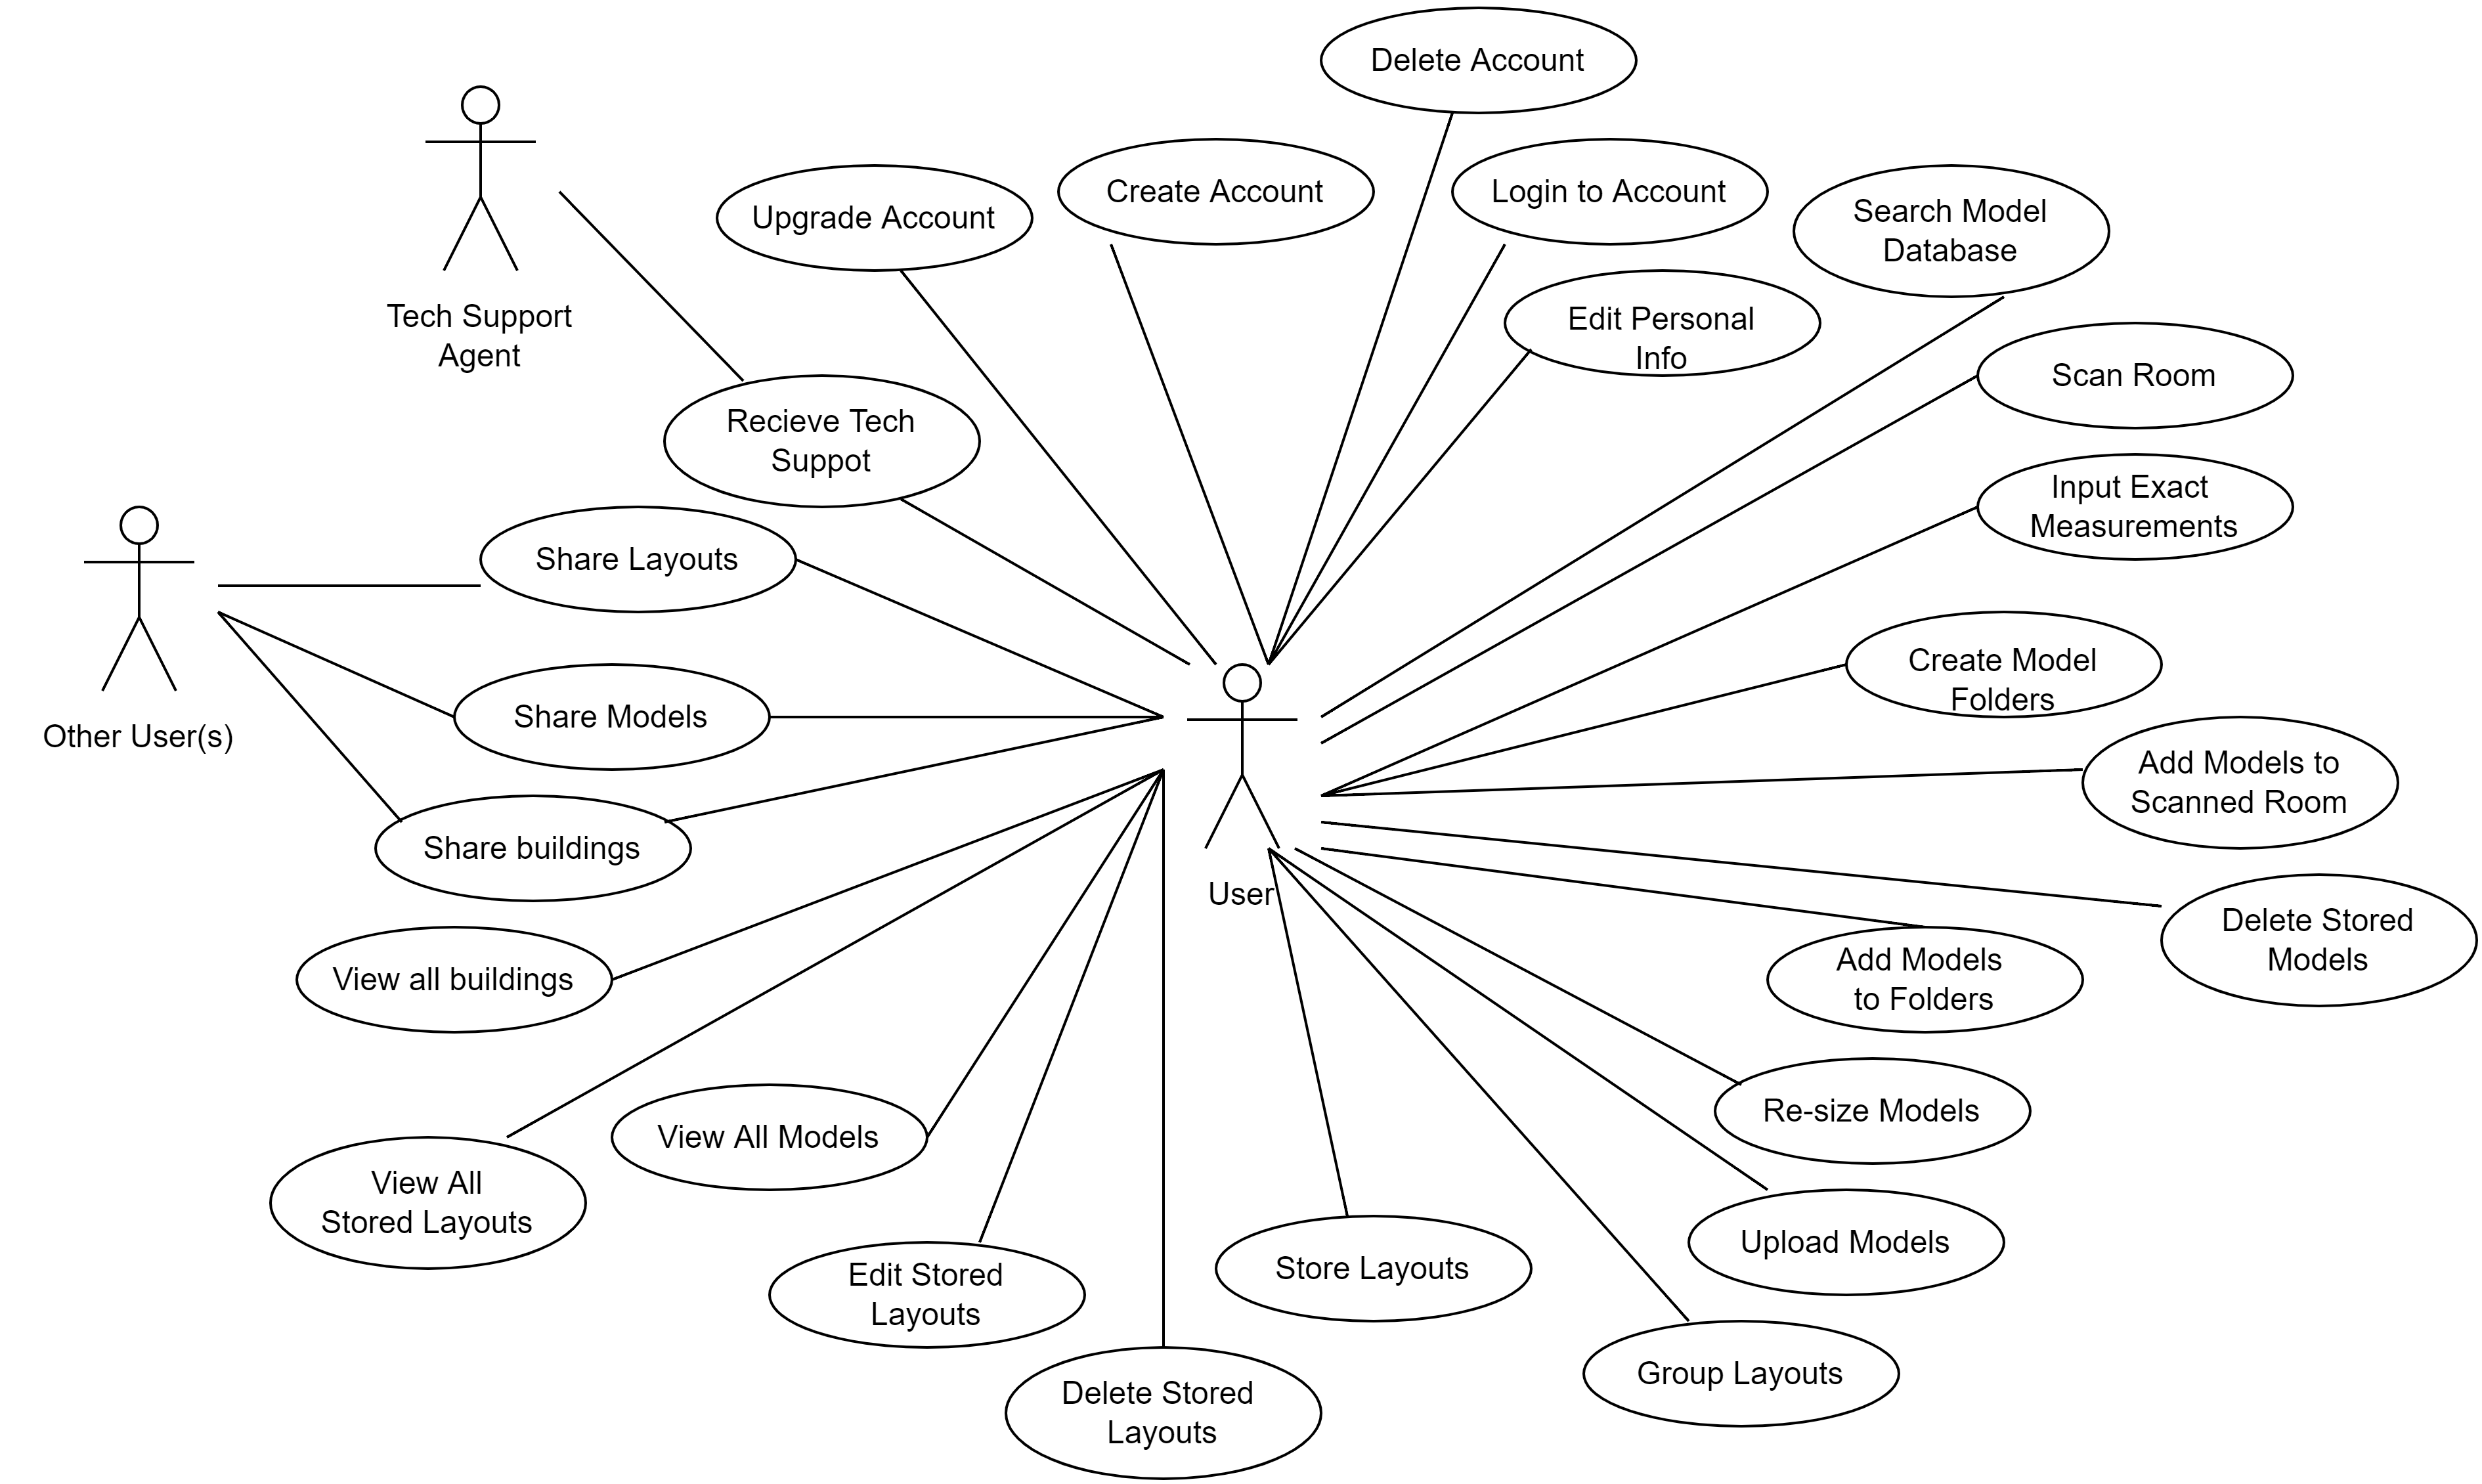 Delete Account
Create Account
Login to Account
Upgrade Account
Search Model
Database
Tech Support
Agent
Edit Personal
Info
Scan Room
Recieve Tech
Suppot
Input Exact
Measurements
Share Layouts
Create Model
Folders
Share Models
Other User(s)
Add Models to
Scanned Room
Share buildings
User
Delete Stored
Models
View all buildings
Add Models
to Folders
Re-size Models
View All Models
View All
Stored Layouts
Upload Models
Store Layouts
Edit Stored
Layouts
Group Layouts
Delete Stored
Layouts